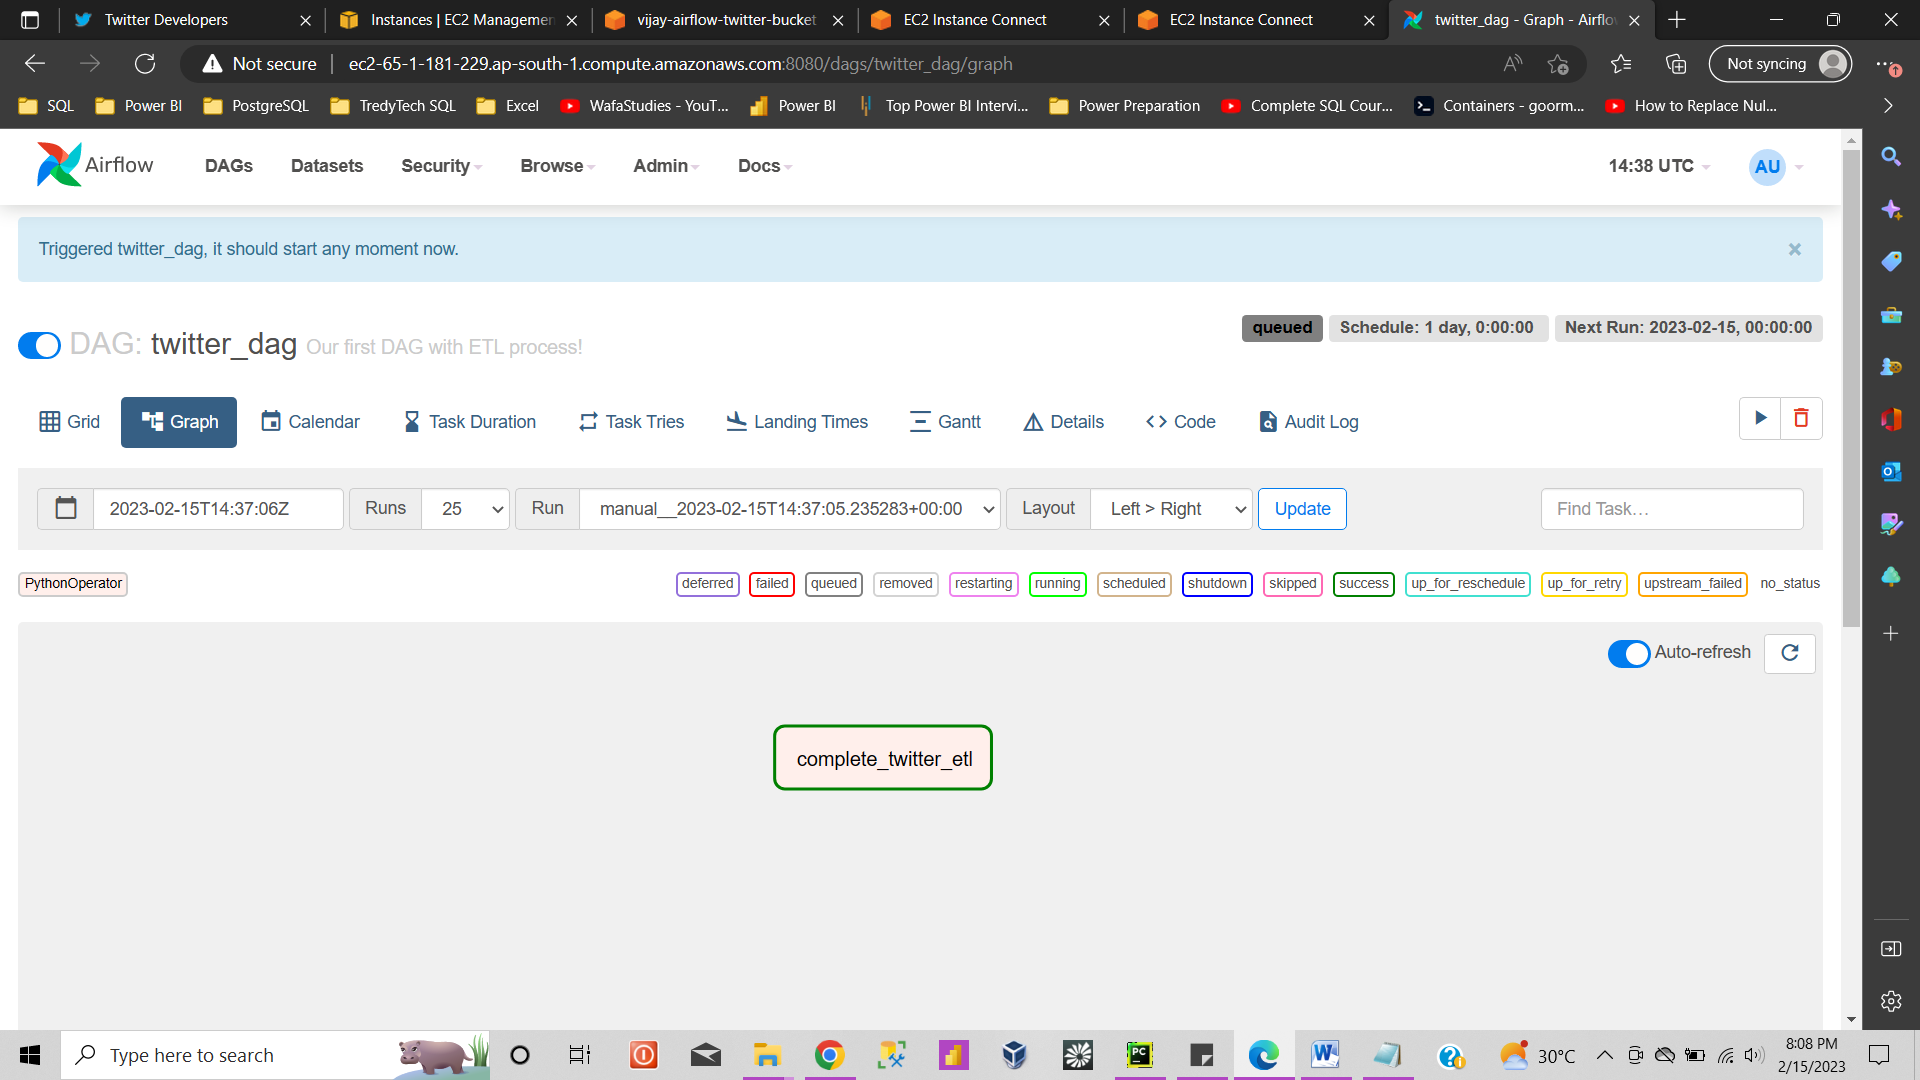 Twitter Developers
Instances | EC2 Managemen
vijay-airflow-twitter-bucket
EC2 Instance Connect
EC2 Instance Connect
twitter_dag - Graph - Airflo
Not secure
ec2-65-1-181-229.ap-south-1.compute.amazonaws.com:8080/dags/twitter_dag/graph
Not syncing
SQL
Power BI
PostgreSQL
TredyTech SQL
Excel
WafaStudies - YouT...
Power BI
Top Power BI Intervi...
Power Preparation
Complete SQL Cour...
Containers - goorm...
How to Replace Nul...
Airflow
DAGs
Datasets
Security
Browse
Admin
Docs
14:38 UTC
AU
Triggered twitter_dag, it should start any moment now.
×
DAG: twitter_dag Our first DAG with ETL process!
queued
Schedule: 1 day, 0:00:00
Next Run: 2023-02-15, 00:00:00
Grid
Graph
Calendar
Task Duration
Task Tries
Landing Times
Gantt
Details
Code
Audit Log
2023-02-15T14:37:06Z
Runs
25
Run
manual__2023-02-15T14:37:05.235283+00:00
Layout
Left > Right
Update
Find Task…
PythonOperator
deferred
failed
queued
removed
restarting
running
scheduled
shutdown
skipped
success
up_for_reschedule
up_for_retry
upstream_failed
no_status
Auto-refresh
complete_twitter_etl
Type here to search
30°C
8:08 PM
2/15/2023